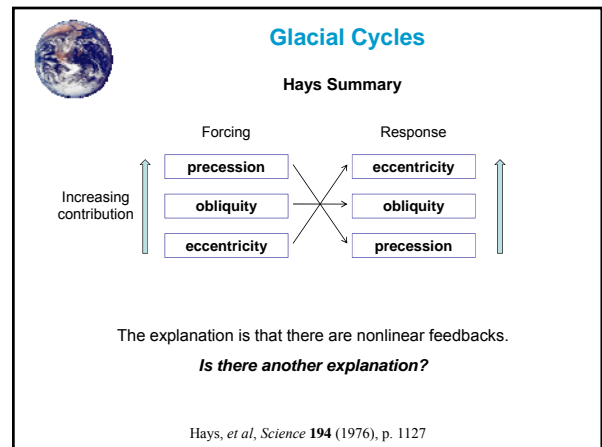 Glacial Cycles
Hays Summary
Forcing Response
precession eccentricity
Increasing contribution
obliquity obliquity
eccentricity precession
The explanation is that there are nonlinear feedbacks.
Is there another explanation?
Hays, et al, Science 194 (1976), p. 1127